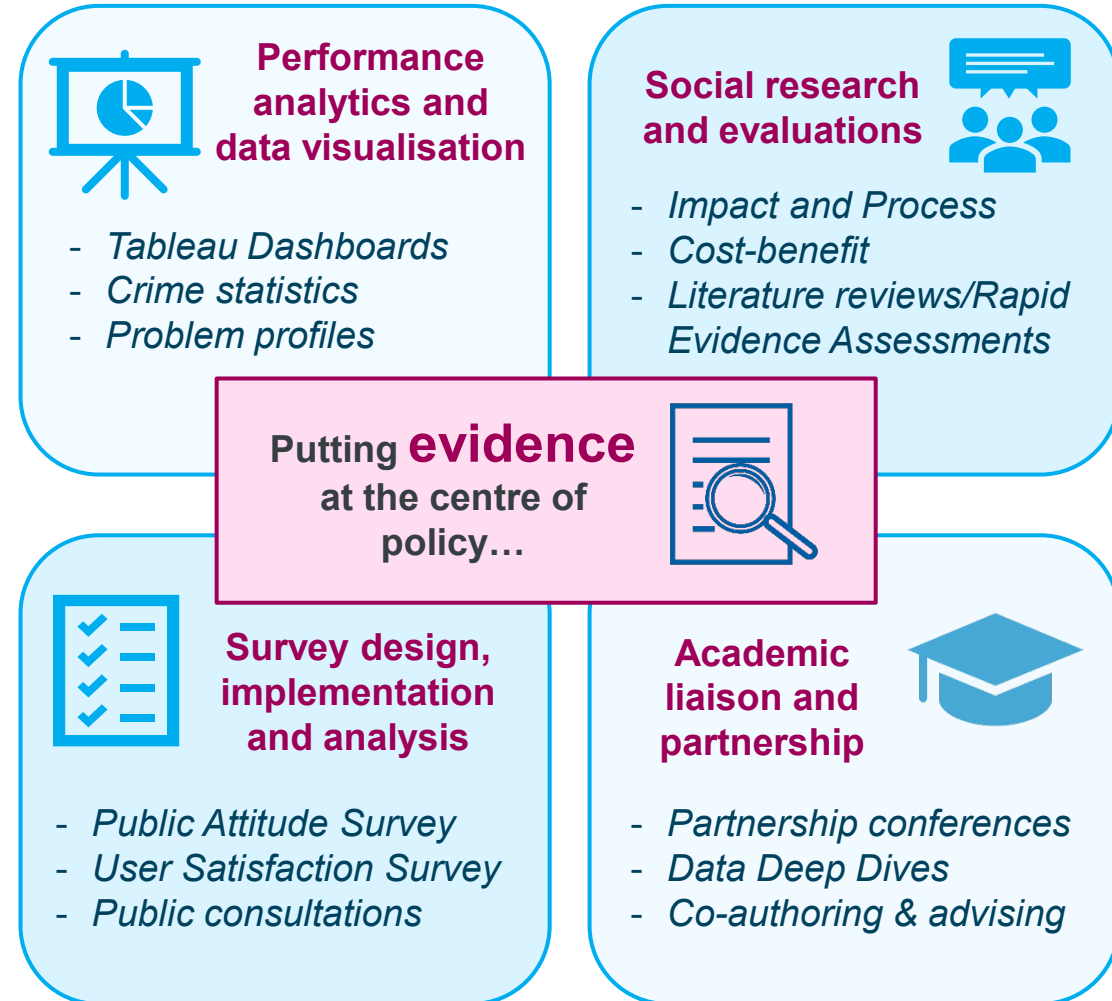 Performance
analytics and
data visualisation
- Tableau Dashboards
- Crime statistics
- Problem profiles
Social research
and evaluations
- Impact and Process
- Cost-benefit
- Literature reviews/Rapid
Evidence Assessments
Putting evidence
at the centre of
policy…
Survey design,
implementation
and analysis
- Public Attitude Survey
- User Satisfaction Survey
- Public consultations
Academic
liaison and
partnership
- Partnership conferences
- Data Deep Dives
- Co-authoring & advising